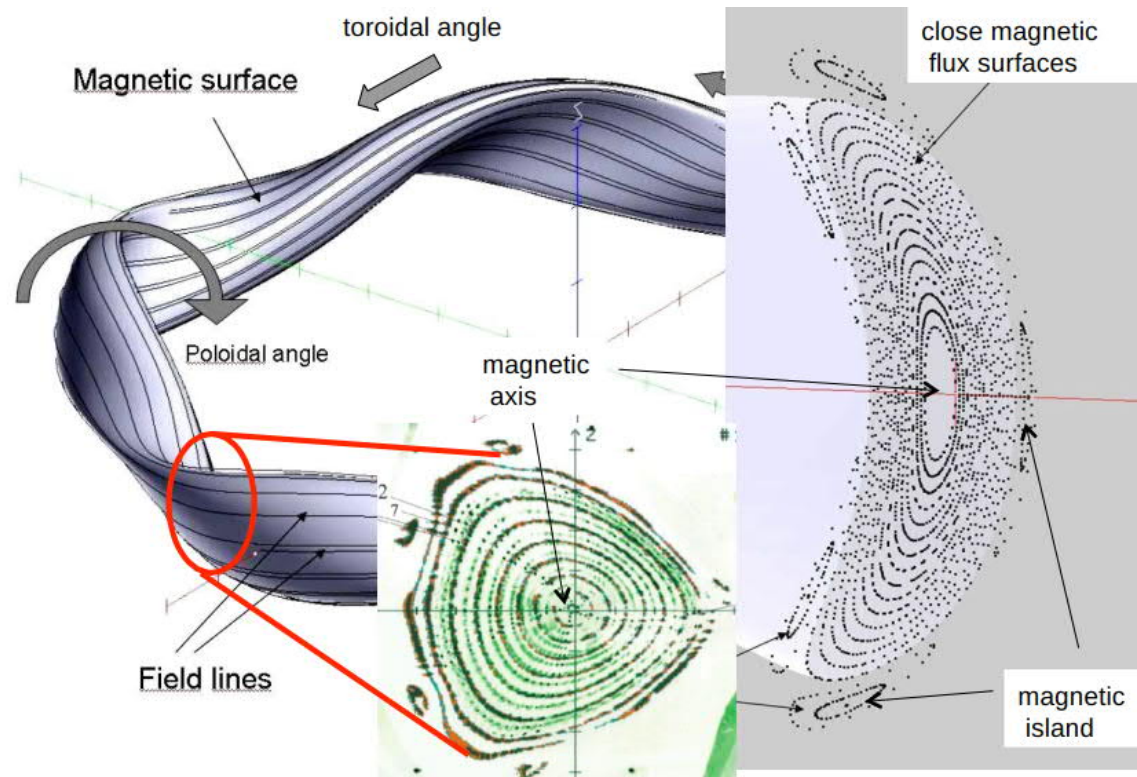 toroidal angle
Magnetic surface
close magnetic
flux surfaces
Poloidal angle
magnetic
axis
2
#
2
7
Field lines
magnetic
island